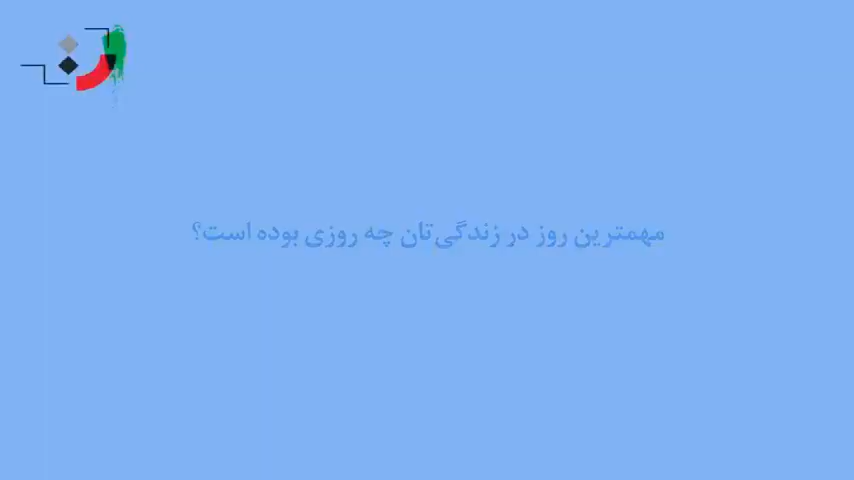 مهمترین روز در زندگی‌تان چه روزی بوده است؟